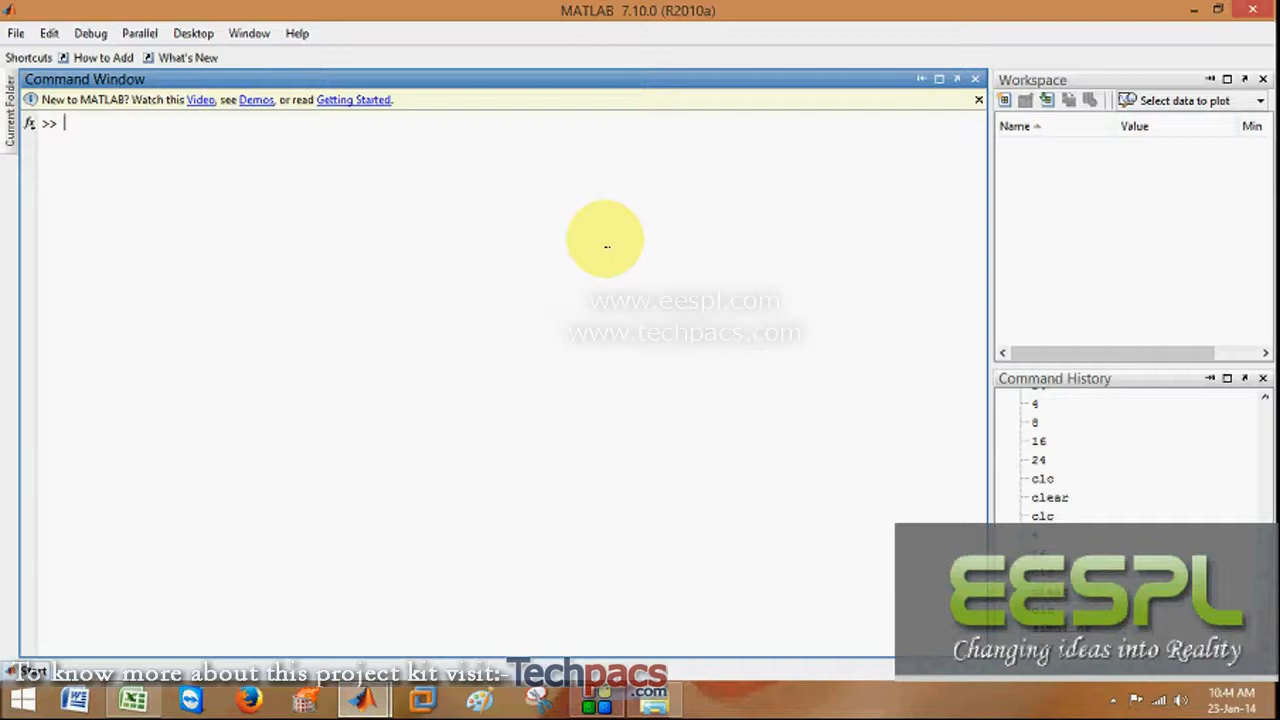 MATLAB 7.10.0 (R2010a)
File Edit Debug Parallel Desktop Window Help
Shortcuts How to Add What's New
Current Folder
Command Window
New to MATLAB? Watch this Video, see Demos, or read Getting Started.
fx >>
www.eespl.com
www.techpacs.com
Workspace
Select data to plot
Name Value Min
Command History
4
8
16
24
clc
clear
clc
EESPL
Changing ideas into Reality
Start
To know more about this project kit visit:- Techpacs
.com
10:44 AM
23-Jan-14